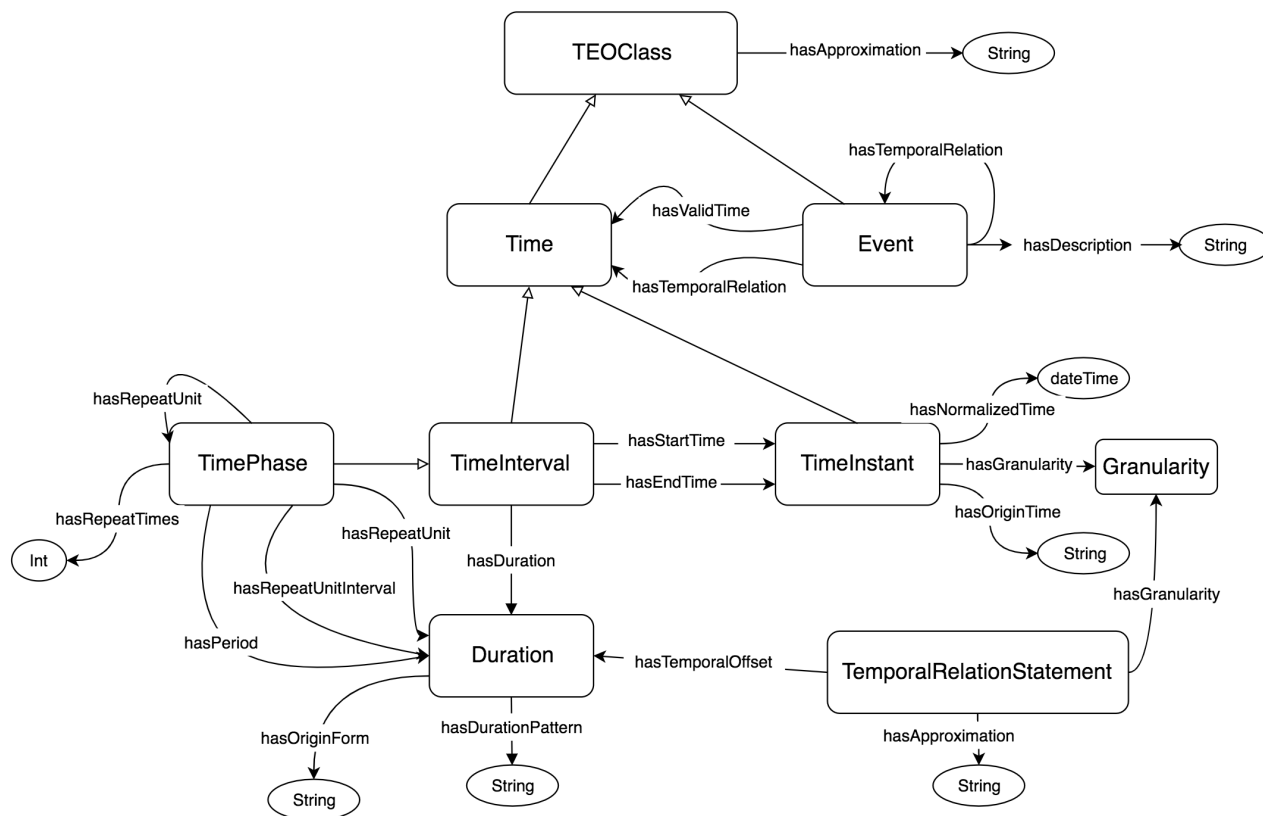 TEOClass
hasApproximation
String
hasTemporalRelation
hasValidTime
Time
Event
hasDescription
String
hasTemporalRelation
dateTime
hasRepeatUnit
hasNormalizedTime
hasStartTime
TimePhase
TimeInterval
TimeInstant
hasGranularity
Granularity
hasEndTime
hasOriginTime
hasRepeatTimes
hasRepeatUnit
Int
hasDuration
String
hasRepeatUnitInterval
hasGranularity
hasPeriod
Duration
hasTemporalOffset
TemporalRelationStatement
hasOriginForm
hasDurationPattern
hasApproximation
String
String
String